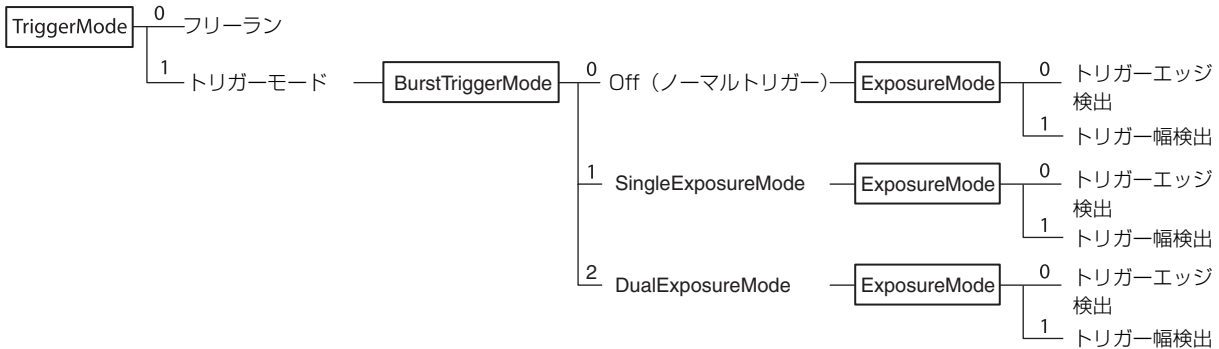 TriggerMode 0 フリーラン
1 トリガーモード BurstTriggerMode 0 Off（ノーマルトリガー） ExposureMode 0 トリガーエッジ
検出
1 トリガー幅検出
1 SingleExposureMode ExposureMode 0 トリガーエッジ
検出
1 トリガー幅検出
2 DualExposureMode ExposureMode 0 トリガーエッジ
検出
1 トリガー幅検出